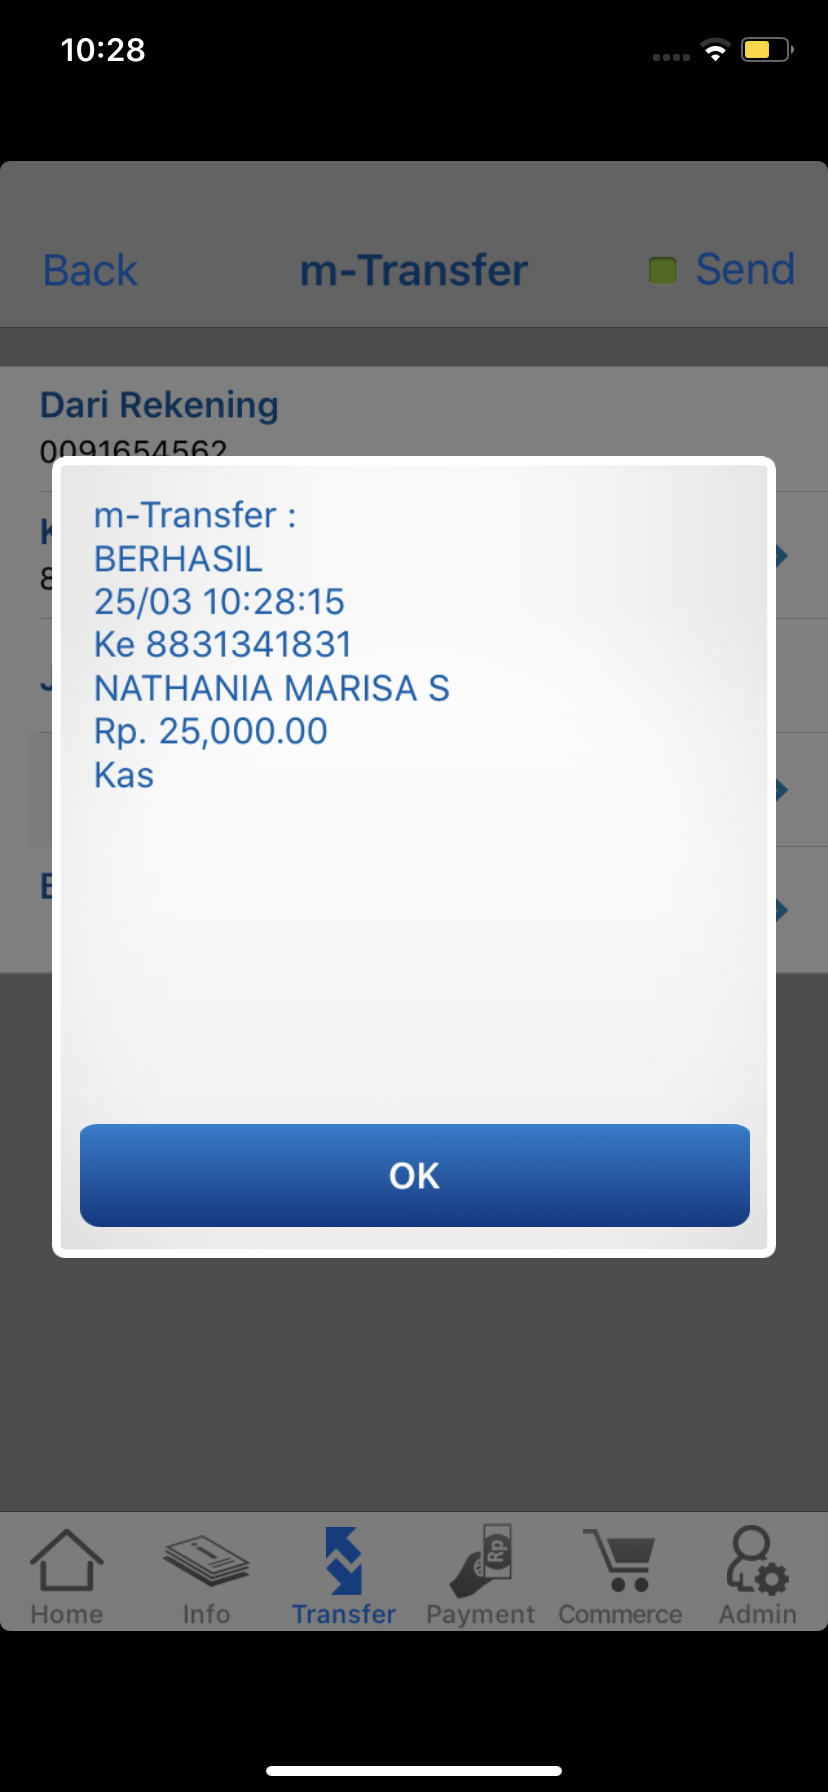 10:28
Back
m-Transfer
Send
Dari Rekening
0091654562
m-Transfer :
BERHASIL
25/03 10:28:15
Ke 8831341831
NATHANIA MARISA S
Rp. 25,000.00
Kas
OK
Rp
Home
Info
Transfer
Payment
Commerce
Admin